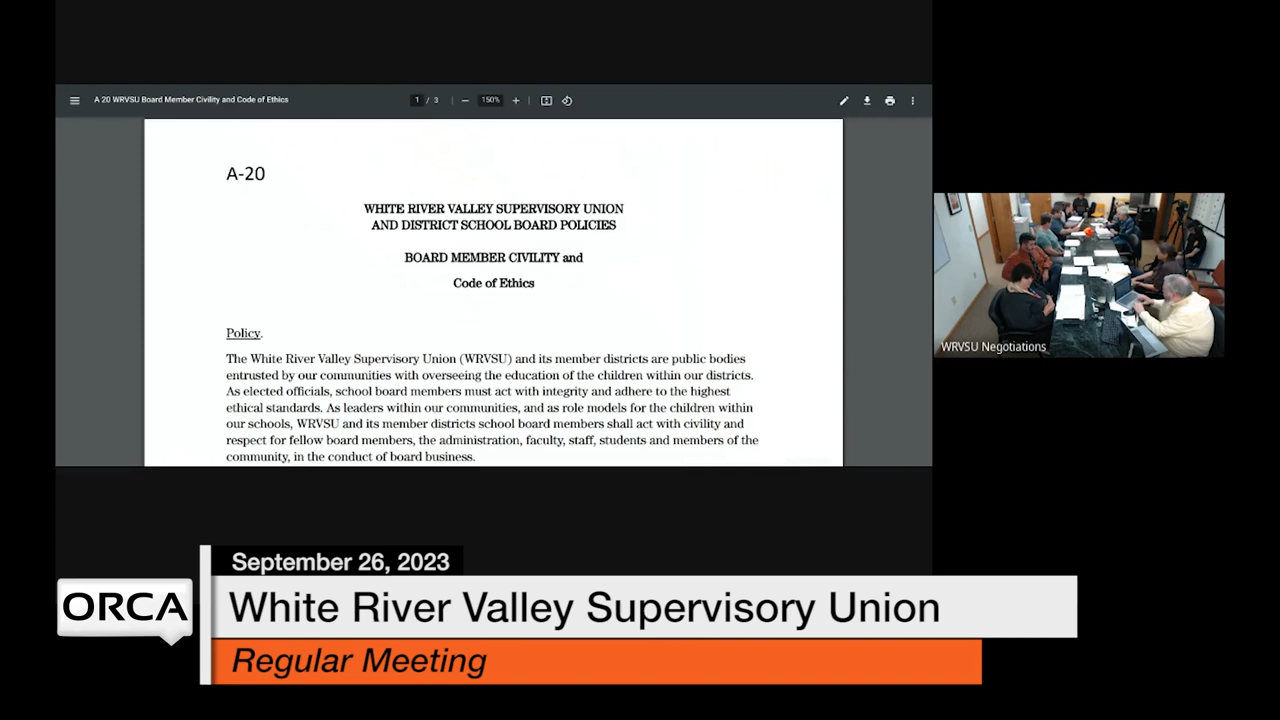 A 20 WRVSU Board Member Civility and Code of Ethics
1 / 3
150%
A-20
WHITE RIVER VALLEY SUPERVISORY UNION
AND DISTRICT SCHOOL BOARD POLICIES
BOARD MEMBER CIVILITY and
Code of Ethics
Policy.
The White River Valley Supervisory Union (WRVSU) and its member districts are public bodies
entrusted by our communities with overseeing the education of the children within our districts.
As elected officials, school board members must act with integrity and adhere to the highest
ethical standards. As leaders within our communities, and as role models for the children within
our schools, WRVSU and its member districts school board members shall act with civility and
respect for fellow board members, the administration, faculty, staff, students and members of the
community, in the conduct of board business.
WRVSU Negotiations
September 26, 2023
ORCA
White River Valley Supervisory Union
Regular Meeting